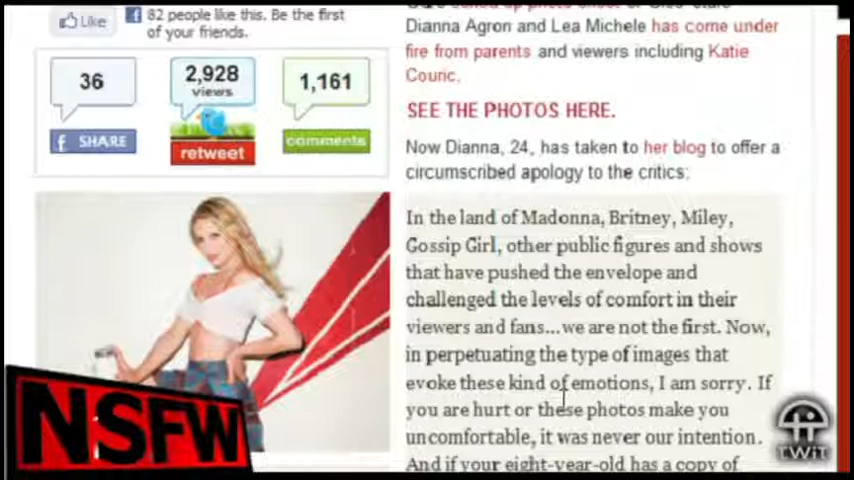 Like
82 people like this. Be the first
of your friends.
36
SHARE
2,928
views
retweet
1,161
comments
Dianna Agron and Lea Michele has come under
fire from parents and viewers including Katie
Couric.
SEE THE PHOTOS HERE.
Now Dianna, 24, has taken to her blog to offer a
circumscribed apology to the critics:
In the land of Madonna, Britney, Miley,
Gossip Girl, other public figures and shows
that have pushed the envelope and
challenged the levels of comfort in their
viewers and fans...we are not the first. Now,
in perpetuating the type of images that
evoke these kind of emotions, I am sorry. If
you are hurt or these photos make you
uncomfortable, it was never our intention.
And if your eight-year-old has a copy of
NSFW
TWiT